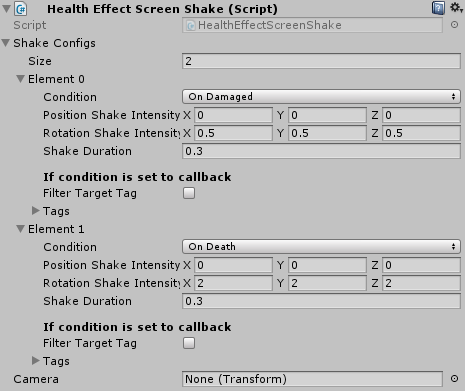 Health Effect Screen Shake (Script)
Script HealthEffectScreenShake
Shake Configs
Size 2
Element 0
Condition On Damaged
Position Shake Intensity X 0 Y 0 Z 0
Rotation Shake Intensity X 0.5 Y 0.5 Z 0.5
Shake Duration 0.3
If condition is set to callback
Filter Target Tag
Tags
Element 1
Condition On Death
Position Shake Intensity X 0 Y 0 Z 0
Rotation Shake Intensity X 2 Y 2 Z 2
Shake Duration 0.3
If condition is set to callback
Filter Target Tag
Tags
Camera None (Transform)